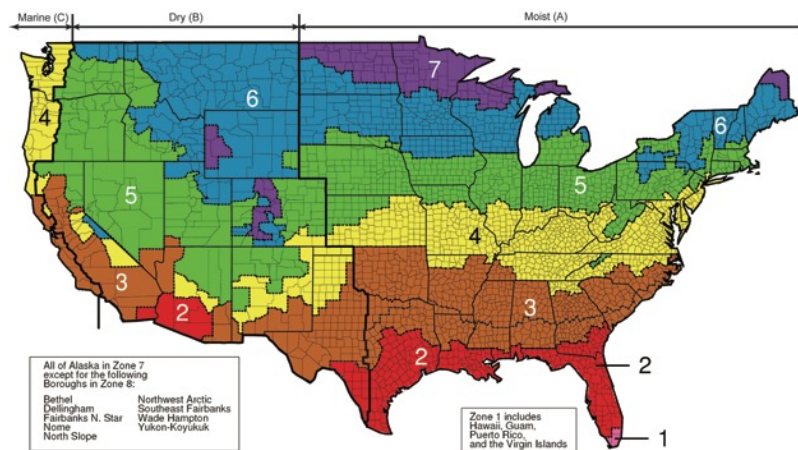 Marine (C)
Dry (B)
Moist (A)
7
4
6
6
5
5
4
3
3
2
2
2
1
All of Alaska in Zone 7
except for the following
Boroughs in Zone 8:
Bethel
Dellingham
Fairbanks N. Star
Nome
North Slope
Northwest Arctic
Southeast Fairbanks
Wade Hampton
Yukon-Koyukuk
Zone 1 includes
Hawaii, Guam,
Puerto Rico,
and the Virgin Islands